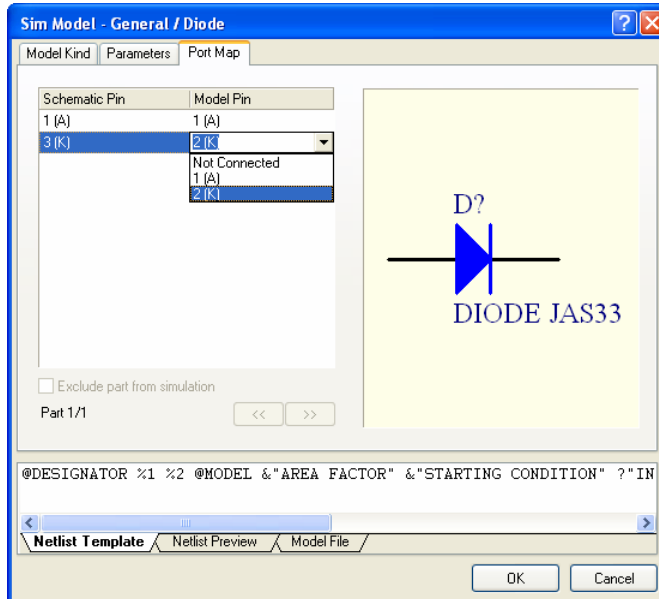 Sim Model - General / Diode
Model Kind Parameters Port Map
Schematic Pin Model Pin
1 (A) 1 (A)
3 (K) 2 (K)
Not Connected
1 (A)
2 (K)
D?
DIODE JAS33
Exclude part from simulation
Part 1/1 << >>
@DESIGNATOR %1 %2 @MODEL &"AREA FACTOR" &"STARTING CONDITION" ?"IN
Netlist Template Netlist Preview Model File
OK Cancel